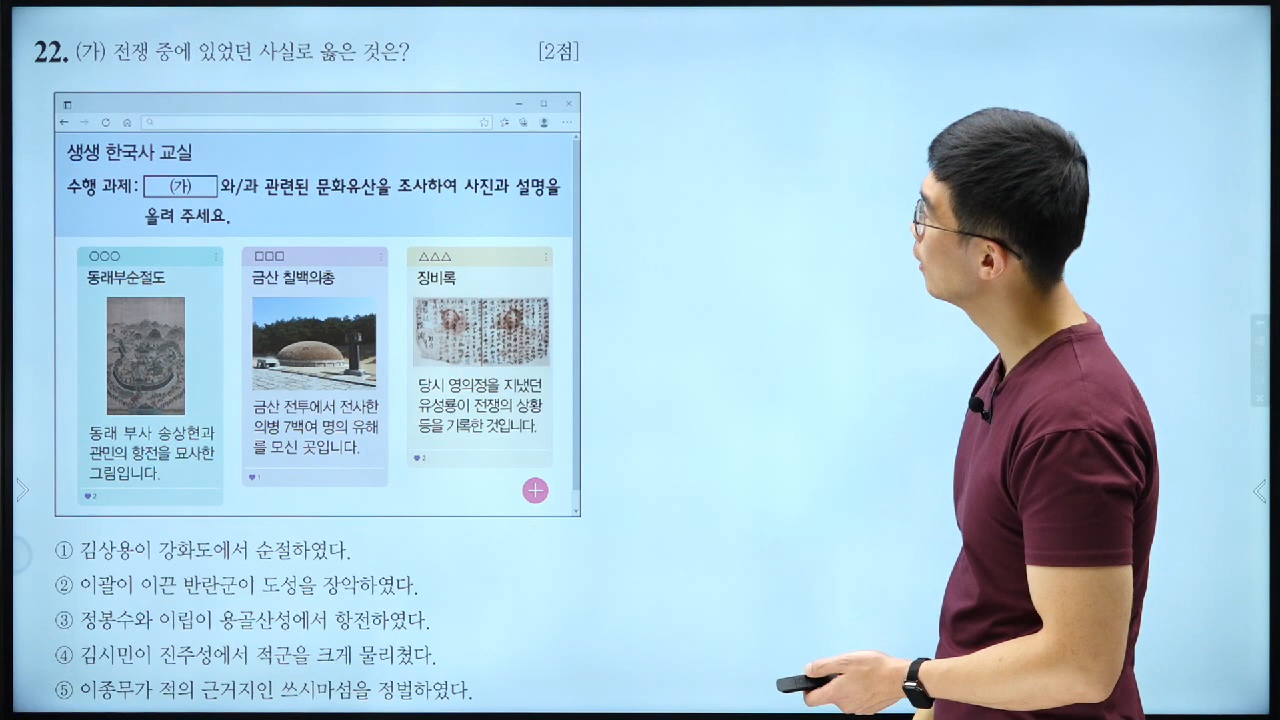 22. (가) 전쟁 중에 있었던 사실로 옳은 것은? [2점]
생생 한국사 교실
수행 과제: (가) 와/과 관련된 문화유산을 조사하여 사진과 설명을
올려 주세요.
○○○
동래부순절도
동래 부사 송상현과
관민의 항전을 묘사한
그림입니다.
2
□□□
금산 칠백의총
금산 전투에서 전사한
의병 7백여 명의 유해
를 모신 곳입니다.
1
△△△
징비록
당시 영의정을 지냈던
유성룡이 전쟁의 상황
등을 기록한 것입니다.
2
① 김상용이 강화도에서 순절하였다.
② 이괄이 이끈 반란군이 도성을 장악하였다.
③ 정봉수와 이립이 용골산성에서 항전하였다.
④ 김시민이 진주성에서 적군을 크게 물리쳤다.
⑤ 이종무가 적의 근거지인 쓰시마섬을 정벌하였다.